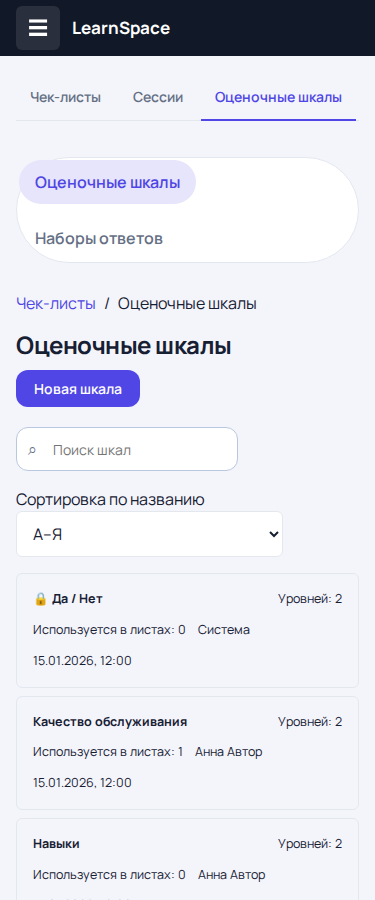 LearnSpace
Чек-листы Сессии Оценочные шкалы
Оценочные шкалы
Наборы ответов
Чек-листы / Оценочные шкалы
Оценочные шкалы
Новая шкала
Поиск шкал
Сортировка по названию
А–Я
🔒 Да / Нет Уровней: 2
Используется в листах: 0 Система
15.01.2026, 12:00
Качество обслуживания Уровней: 2
Используется в листах: 1 Анна Автор
15.01.2026, 12:00
Навыки Уровней: 2
Используется в листах: 0 Анна Автор